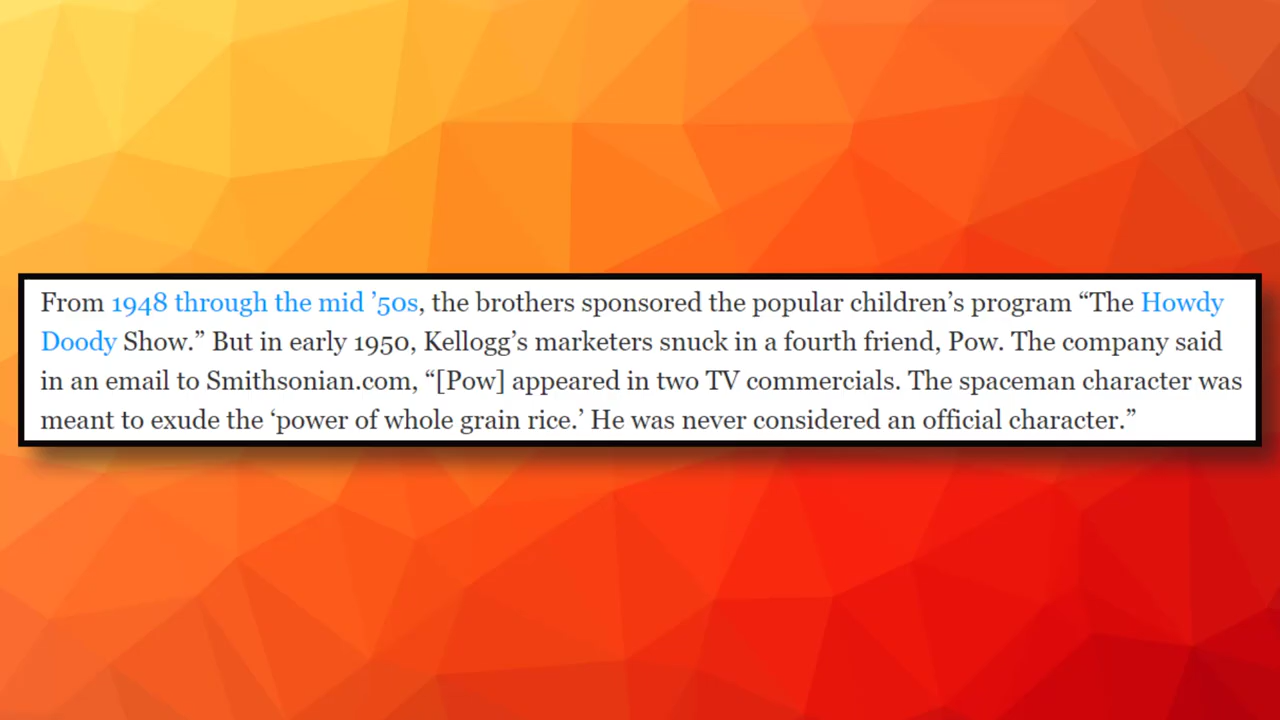 From 1948 through the mid ’50s, the brothers sponsored the popular children’s program “The Howdy
Doody Show.” But in early 1950, Kellogg’s marketers snuck in a fourth friend, Pow. The company said
in an email to Smithsonian.com, “[Pow] appeared in two TV commercials. The spaceman character was
meant to exude the ‘power of whole grain rice.’ He was never considered an official character.”